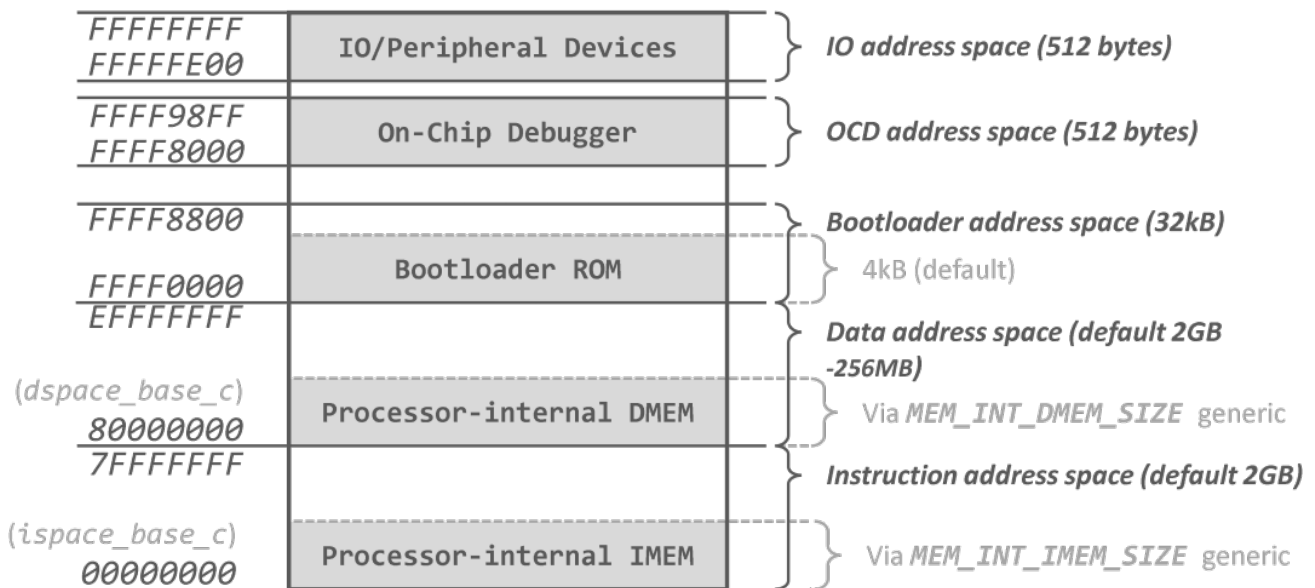 FFFFFFFF
IO/Peripheral Devices
IO address space (512 bytes)
FFFFFE00
FFFF98FF
On-Chip Debugger
OCD address space (512 bytes)
FFFF8000
FFFF8800
Bootloader address space (32kB)
Bootloader ROM
4kB (default)
FFFF0000
EFFFFFFF
Data address space (default 2GB
-256MB)
(dspace_base_c)
Processor-internal DMEM
Via MEM_INT_DMEM_SIZE generic
80000000
7FFFFFFF
Instruction address space (default 2GB)
(ispace_base_c)
Processor-internal IMEM
Via MEM_INT_IMEM_SIZE generic
00000000